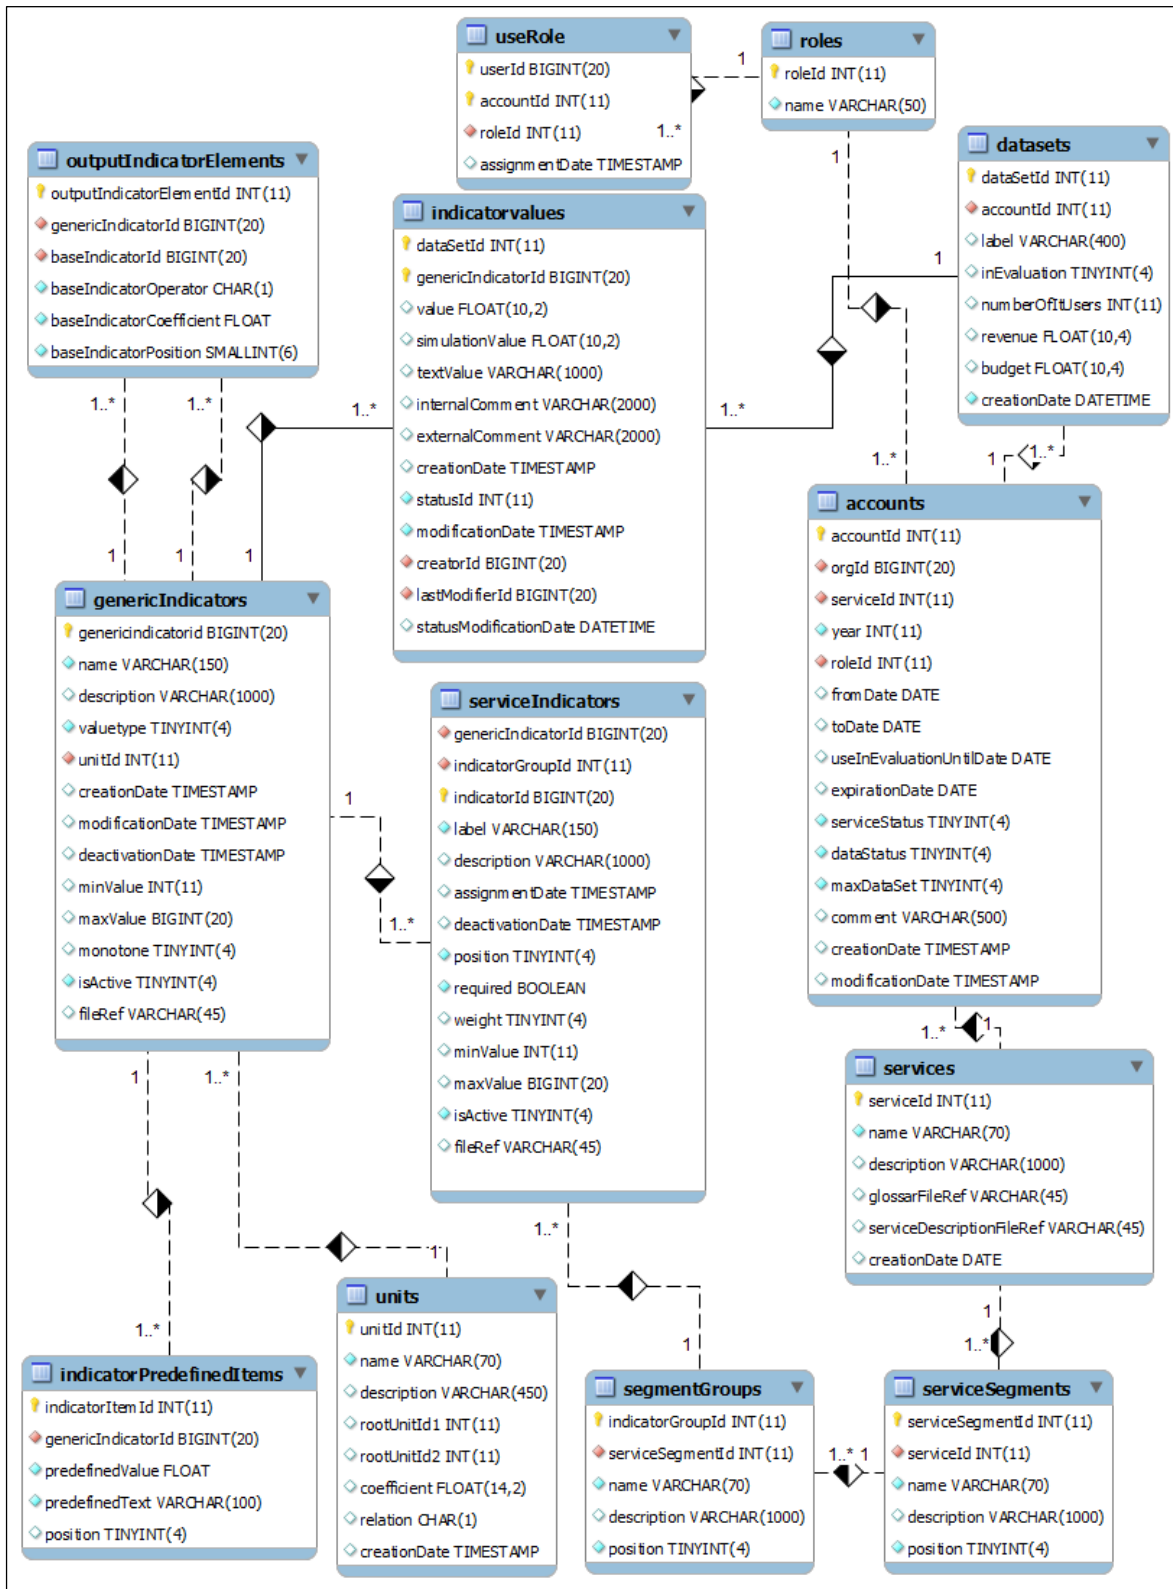 useRole
userId BIGINT(20)
accountId INT(11)
roleId INT(11)
assignmentDate TIMESTAMP
1..*
1
roles
roleId INT(11)
name VARCHAR(50)
1
outputIndicatorElements
outputIndicatorElementId INT(11)
genericIndicatorId BIGINT(20)
baseIndicatorId BIGINT(20)
baseIndicatorOperator CHAR(1)
baseIndicatorCoefficient FLOAT
baseIndicatorPosition SMALLINT(6)
1..*
1..*
1
1
indicatorvalues
dataSetId INT(11)
genericIndicatorId BIGINT(20)
value FLOAT(10,2)
simulationValue FLOAT(10,2)
textValue VARCHAR(1000)
internalComment VARCHAR(2000)
externalComment VARCHAR(2000)
creationDate TIMESTAMP
statusId INT(11)
modificationDate TIMESTAMP
creatorId BIGINT(20)
lastModifierId BIGINT(20)
statusModificationDate DATETIME
1..*
1
1..*
1
datasets
dataSetId INT(11)
accountId INT(11)
label VARCHAR(400)
inEvaluation TINYINT(4)
numberOfItUsers INT(11)
revenue FLOAT(10,4)
budget FLOAT(10,4)
creationDate DATETIME
1..*
1
1..*
accounts
accountId INT(11)
orgId BIGINT(20)
serviceId INT(11)
year INT(11)
roleId INT(11)
fromDate DATE
toDate DATE
useInEvaluationUntilDate DATE
expirationDate DATE
serviceStatus TINYINT(4)
dataStatus TINYINT(4)
maxDataSet TINYINT(4)
comment VARCHAR(500)
creationDate TIMESTAMP
modificationDate TIMESTAMP
1..*
1
genericIndicators
genericindicatorid BIGINT(20)
name VARCHAR(150)
description VARCHAR(1000)
valuetype TINYINT(4)
unitId INT(11)
creationDate TIMESTAMP
modificationDate TIMESTAMP
deactivationDate TIMESTAMP
minValue INT(11)
maxValue BIGINT(20)
monotone TINYINT(4)
isActive TINYINT(4)
fileRef VARCHAR(45)
1
1..*
1
1..*
serviceIndicators
genericIndicatorId BIGINT(20)
indicatorGroupId INT(11)
indicatorId BIGINT(20)
label VARCHAR(150)
description VARCHAR(1000)
assignmentDate TIMESTAMP
deactivationDate TIMESTAMP
position TINYINT(4)
required BOOLEAN
weight TINYINT(4)
minValue INT(11)
maxValue BIGINT(20)
isActive TINYINT(4)
fileRef VARCHAR(45)
1..*
1
services
serviceId INT(11)
name VARCHAR(70)
description VARCHAR(1000)
glossarFileRef VARCHAR(45)
serviceDescriptionFileRef VARCHAR(45)
creationDate DATE
1
1..*
1..*
indicatorPredefinedItems
indicatorItemId INT(11)
genericIndicatorId BIGINT(20)
predefinedValue FLOAT
predefinedText VARCHAR(100)
position TINYINT(4)
1
units
unitId INT(11)
name VARCHAR(70)
description VARCHAR(450)
rootUnitId1 INT(11)
rootUnitId2 INT(11)
coefficient FLOAT(14,2)
relation CHAR(1)
creationDate TIMESTAMP
segmentGroups
indicatorGroupId INT(11)
serviceSegmentId INT(11)
name VARCHAR(70)
description VARCHAR(1000)
position TINYINT(4)
1..* 1
serviceSegments
serviceSegmentId INT(11)
serviceId INT(11)
name VARCHAR(70)
description VARCHAR(1000)
position TINYINT(4)